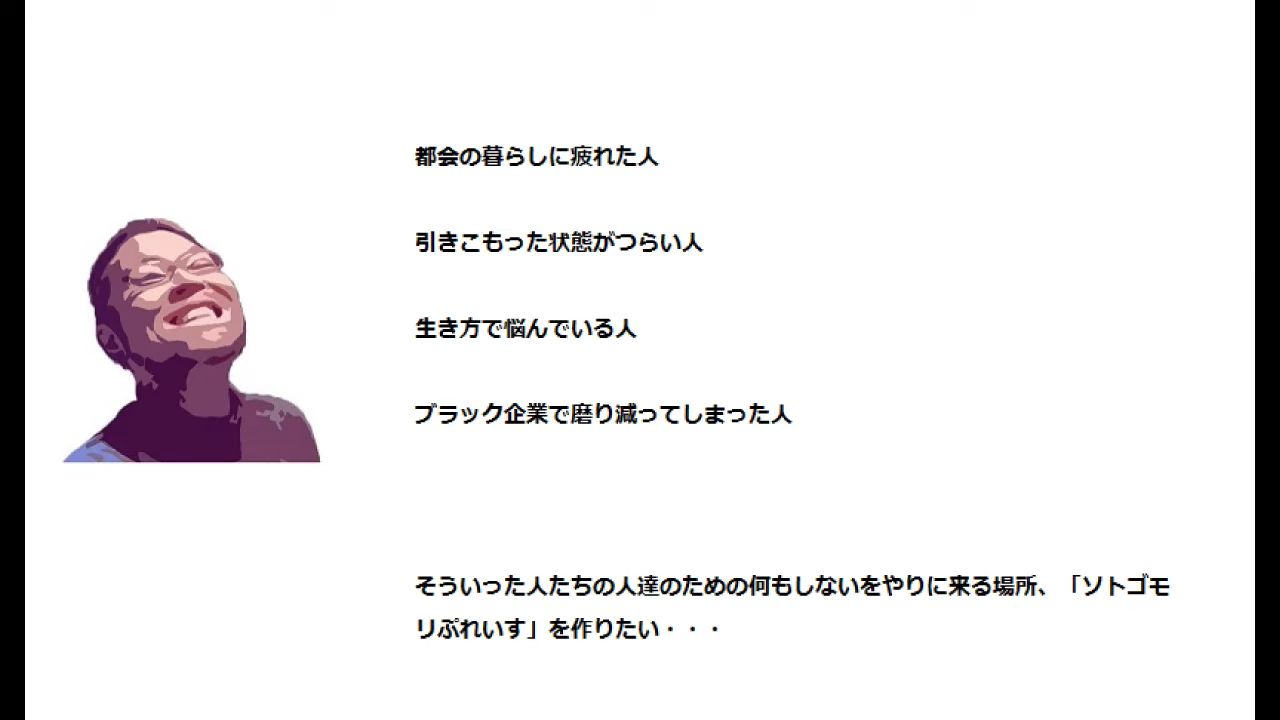 都会の暮らしに疲れた人
引きこもった状態がつらい人
生き方で悩んでいる人
ブラック企業で磨り減ってしまった人
そういった人たちの人達のための何もしないをやりに来る場所、「ソトゴモ
リぷれいす」を作りたい・・・